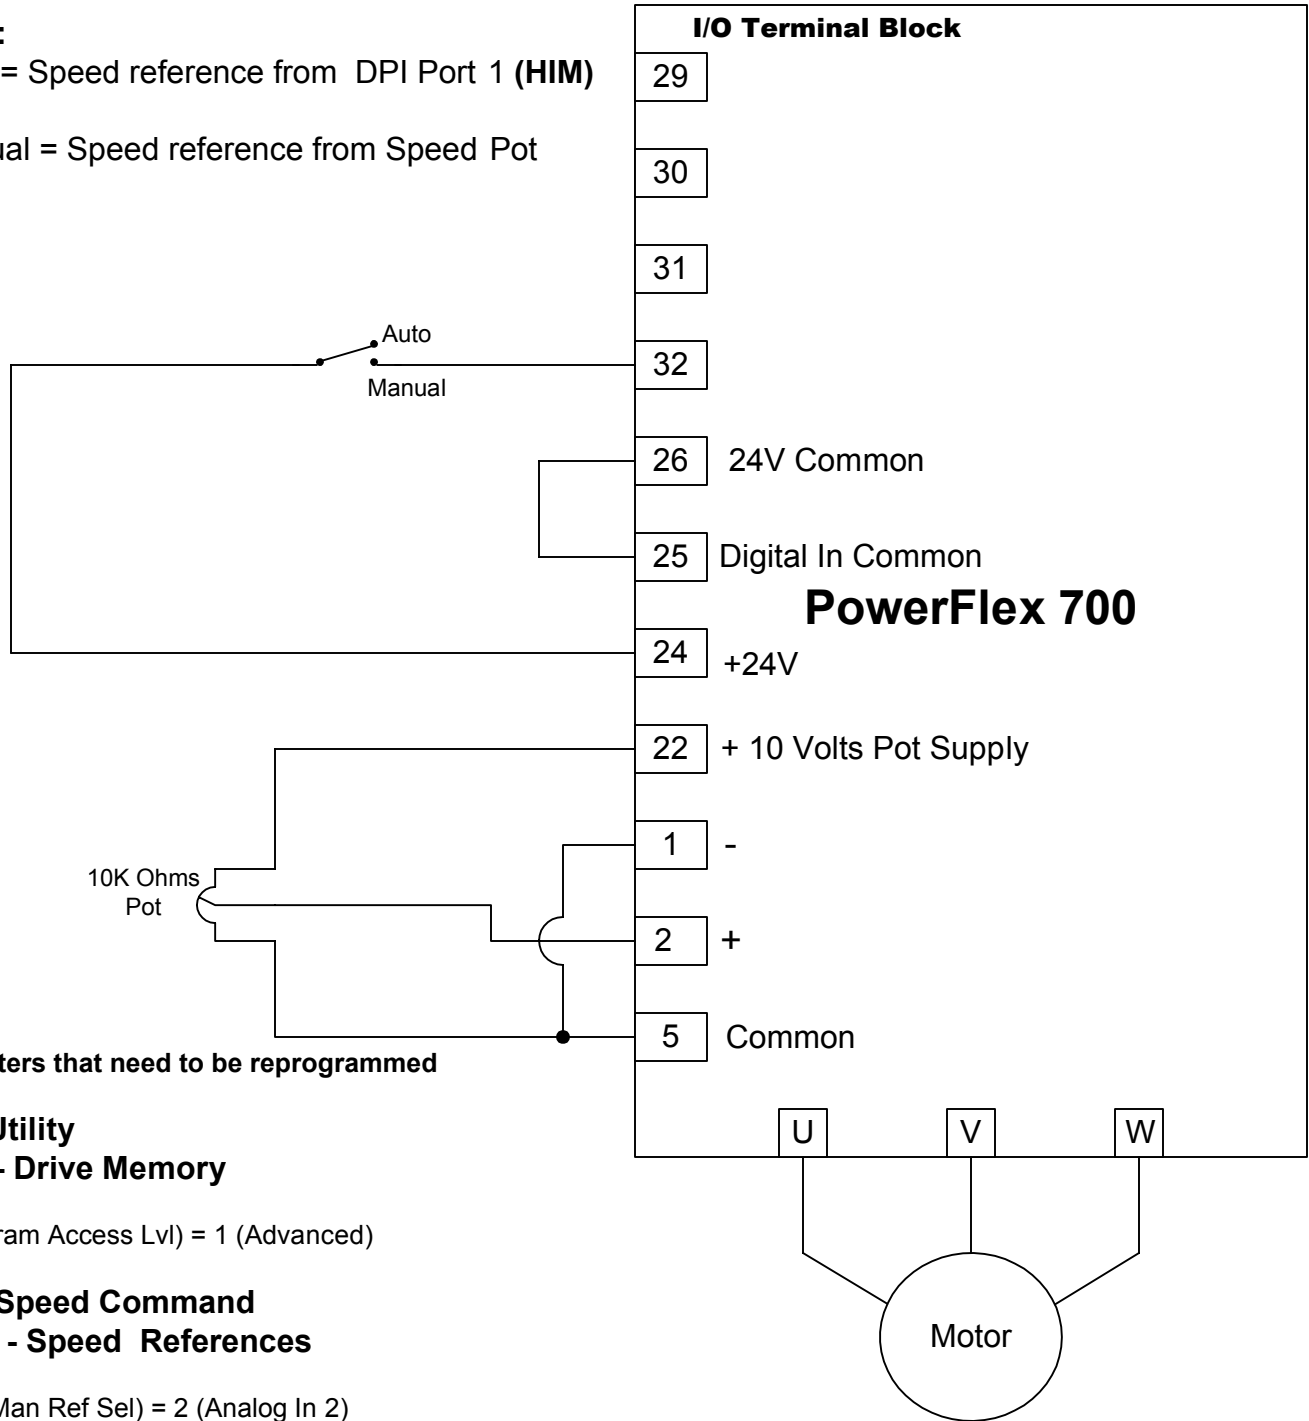 :
= Speed reference from DPI Port 1 (HIM)
ual = Speed reference from Speed Pot
I/O Terminal Block
29
30
31
Auto
Manual
32
26 24V Common
25 Digital In Common
PowerFlex 700
24 +24V
22 + 10 Volts Pot Supply
1 -
10K Ohms
Pot
2 +
5 Common
ters that need to be reprogrammed
Utility
- Drive Memory
ram Access Lvl) = 1 (Advanced)
Speed Command
- Speed References
Man Ref Sel) = 2 (Analog In 2)
U V W
Motor